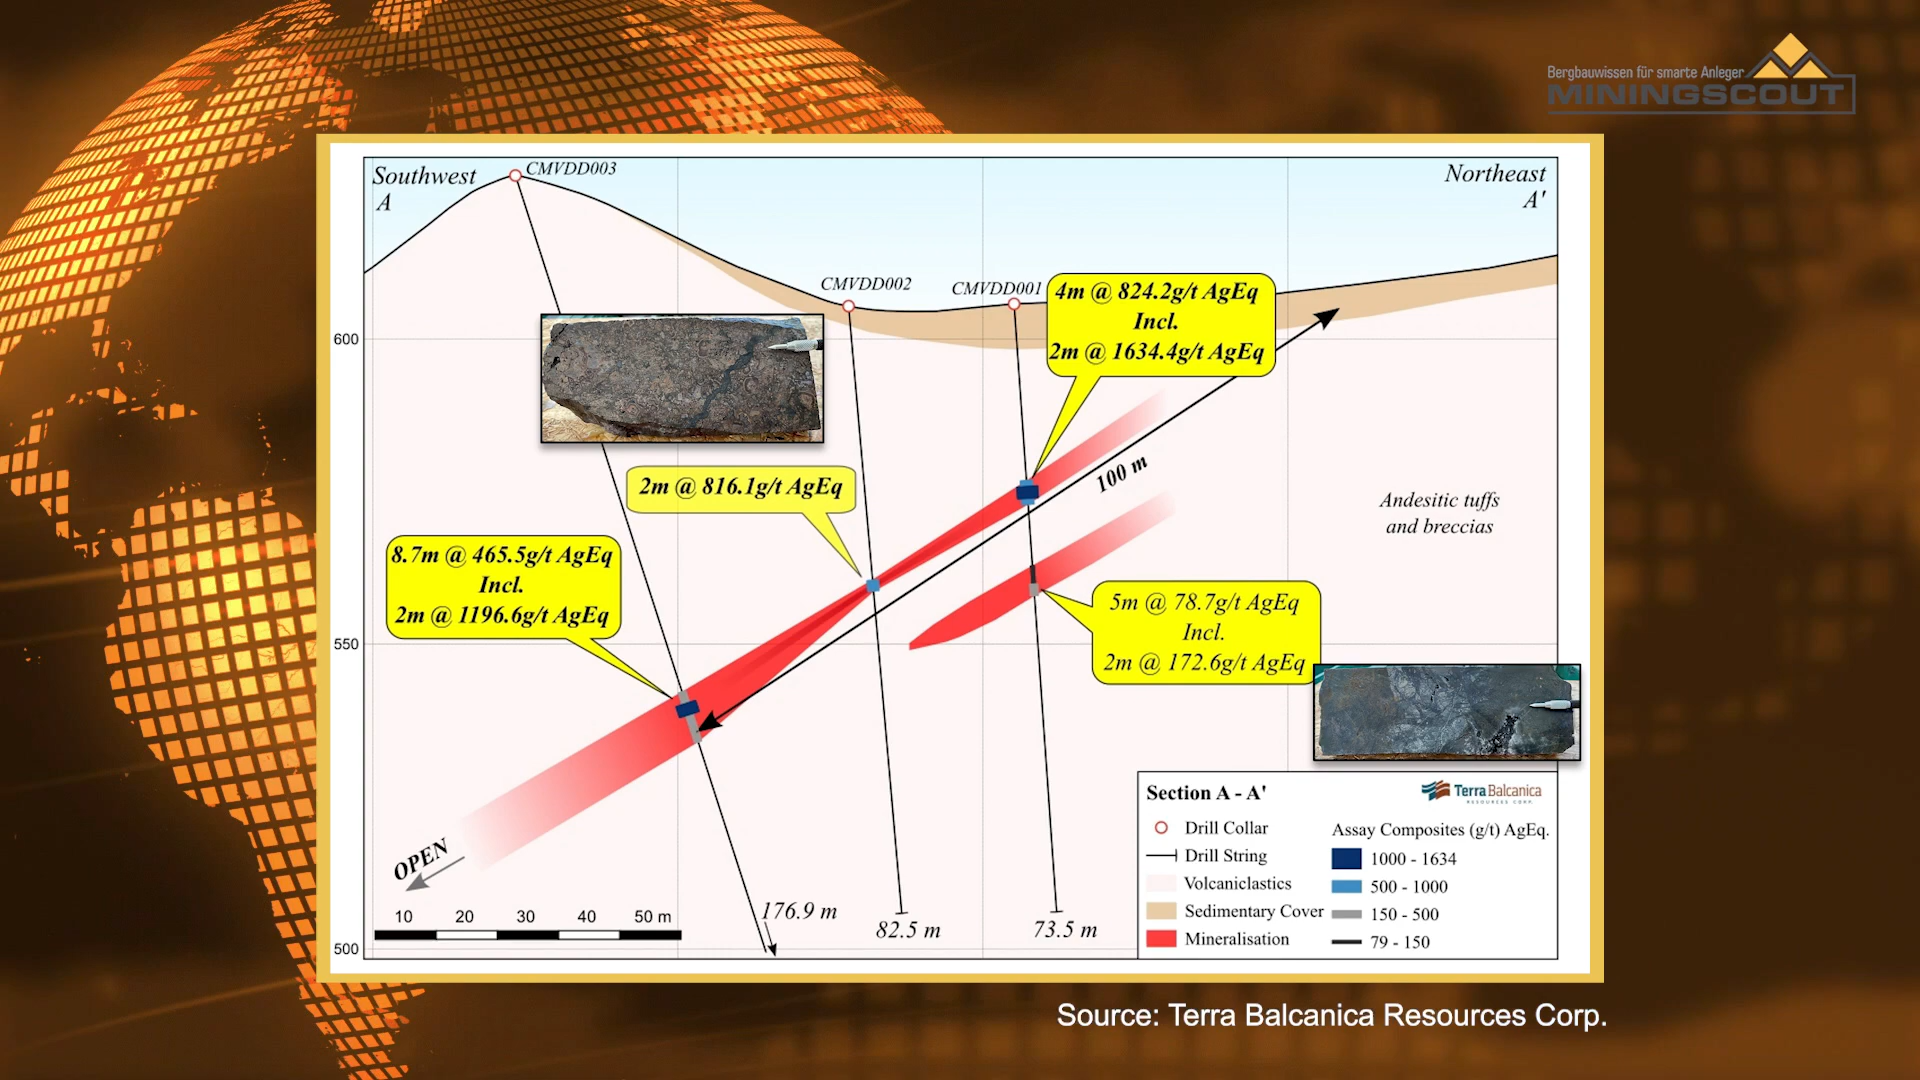 Bergbauwissen für smarte Anleger
MININGSCOUT
Southwest
A
CMVDD003
Northeast
A'
CMVDD002
CMVDD001
4m @ 824.2g/t AgEq
Incl.
2m @ 1634.4g/t AgEq
600
100 m
2m @ 816.1g/t AgEq
Andesitic tuffs
and breccias
8.7m @ 465.5g/t AgEq
Incl.
2m @ 1196.6g/t AgEq
5m @ 78.7g/t AgEq
Incl.
2m @ 172.6g/t AgEq
550
OPEN
10 20 30 40 50 m
500
176.9 m
82.5 m
73.5 m
Section A - A'
TerraBalcanica
RESOURCES CORP.
Drill Collar
Drill String
Volcaniclastics
Sedimentary Cover
Mineralisation
Assay Composites (g/t) AgEq.
1000 - 1634
500 - 1000
150 - 500
79 - 150
Source: Terra Balcanica Resources Corp.